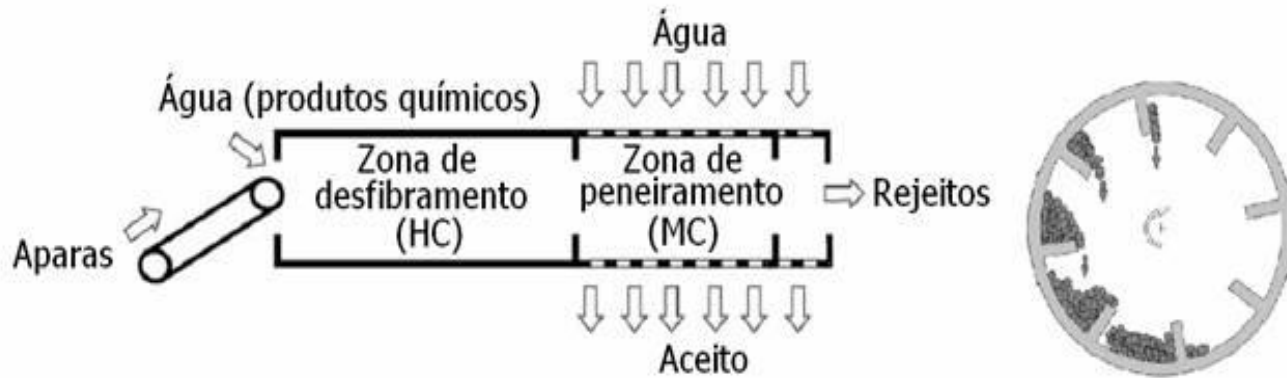 Água
Água (produtos químicos)
Zona de
desfibramento
(HC)
Zona de
peneiramento
(MC)
Rejeitos
Aparas
Aceito